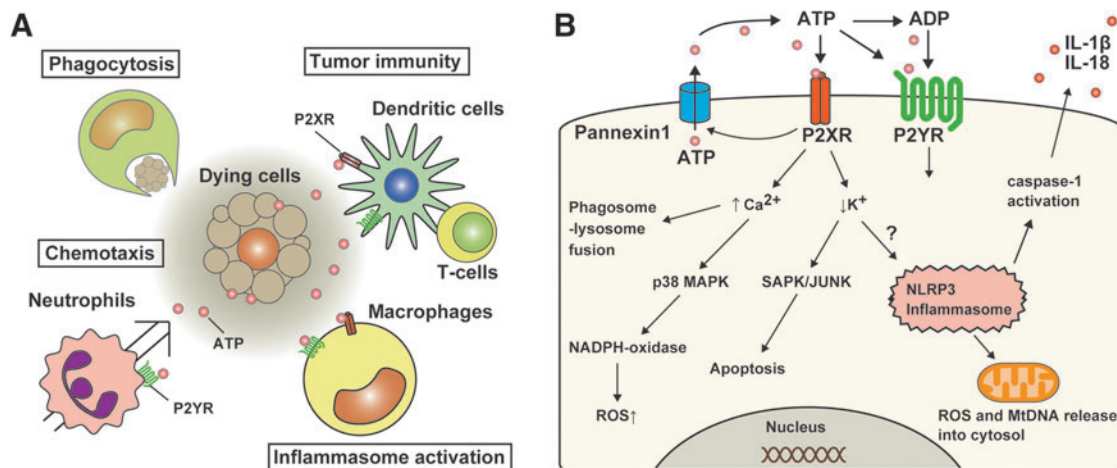 A
Phagocytosis
Tumor immunity
Dendritic cells
P2XR
Dying cells
T-cells
Chemotaxis
Neutrophils
Macrophages
ATP
P2YR
Inflammasome activation
B
ATP
ADP
IL-1β
IL-18
Pannexin1
ATP
P2XR
P2YR
Phagosome
-lysosome
fusion
↑Ca2+
↓K+
?
caspase-1
activation
p38 MAPK
SAPK/JUNK
NLRP3
Inflammasome
NADPH-oxidase
Apoptosis
ROS↑
ROS and MtDNA release
into cytosol
Nucleus